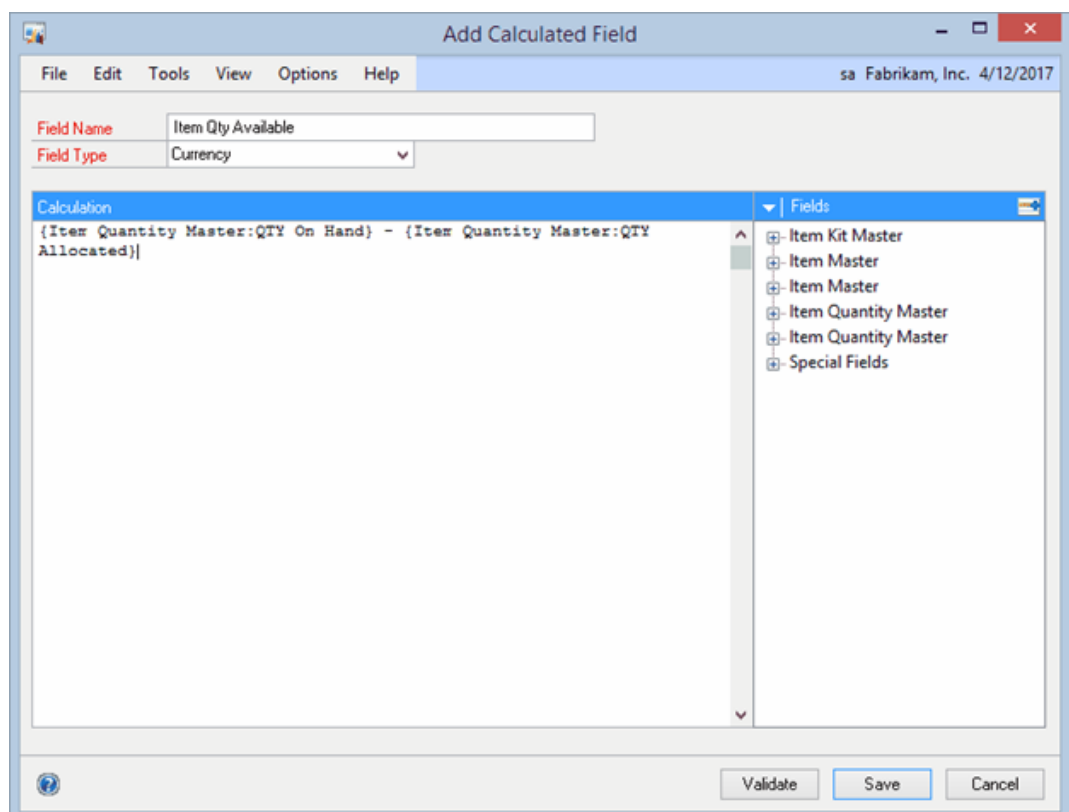 Add Calculated Field
File Edit Tools View Options Help sa Fabrikam, Inc. 4/12/2017
Field Name Item Qty Available
Field Type Currency
Calculation
{Item Quantity Master:QTY On Hand} - {Item Quantity Master:QTY
Allocated}
Fields
Item Kit Master
Item Master
Item Master
Item Quantity Master
Item Quantity Master
Special Fields
Validate Save Cancel